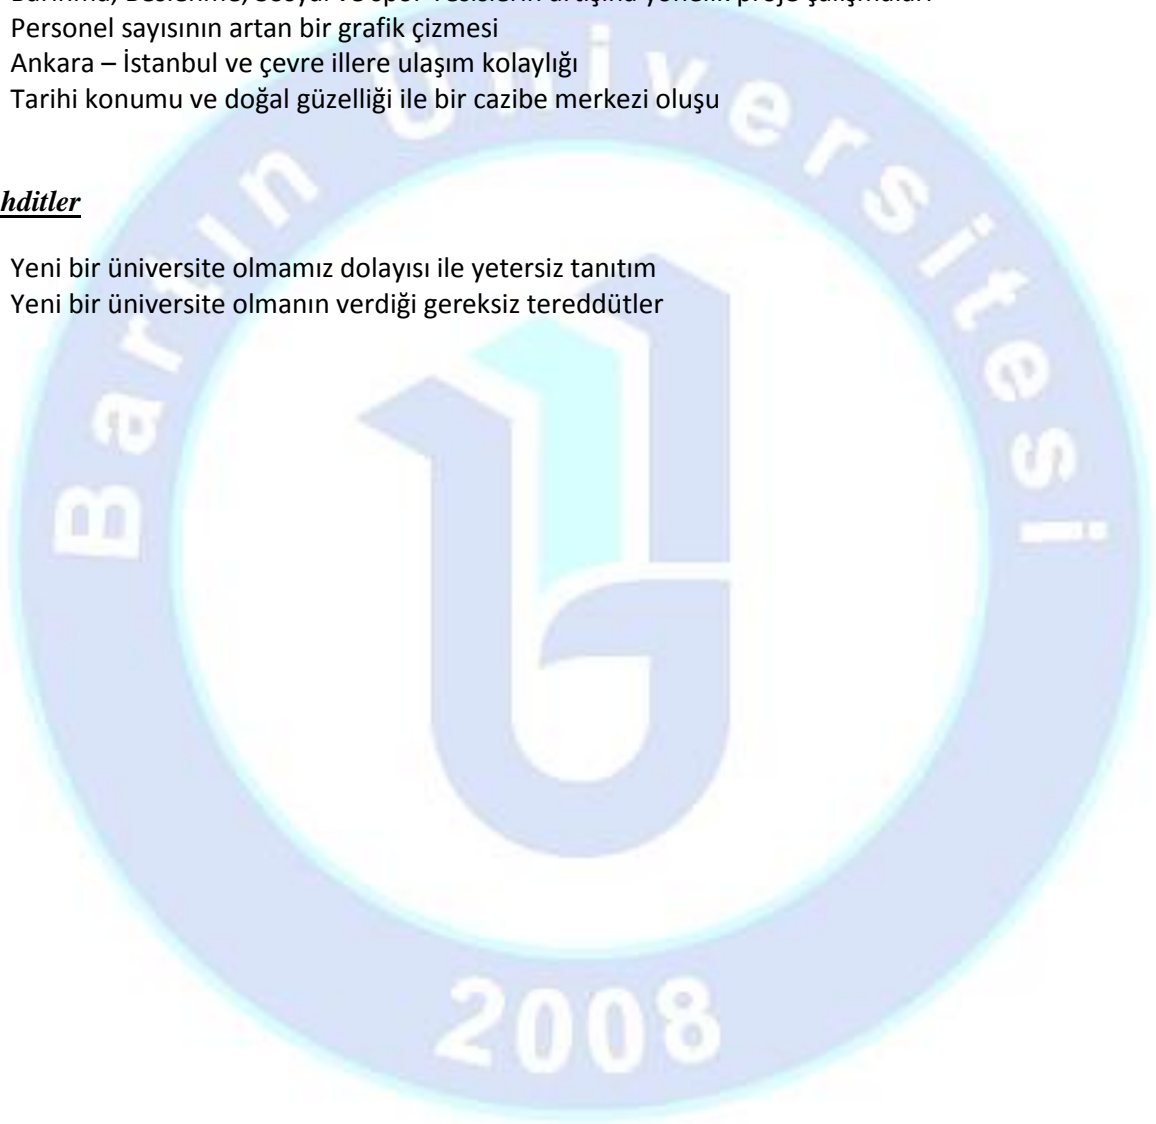 Personel sayısının artan bir grafik çizmesi
Ankara – İstanbul ve çevre illere ulaşım kolaylığı
Tarihi konumu ve doğal güzelliği ile bir cazibe merkezi oluşu
hditler
Yeni bir üniversite olmamız dolayısı ile yetersiz tanıtım
Yeni bir üniversite olmanın verdiği gereksiz tereddütler
Bartın Üniversitesi
2008